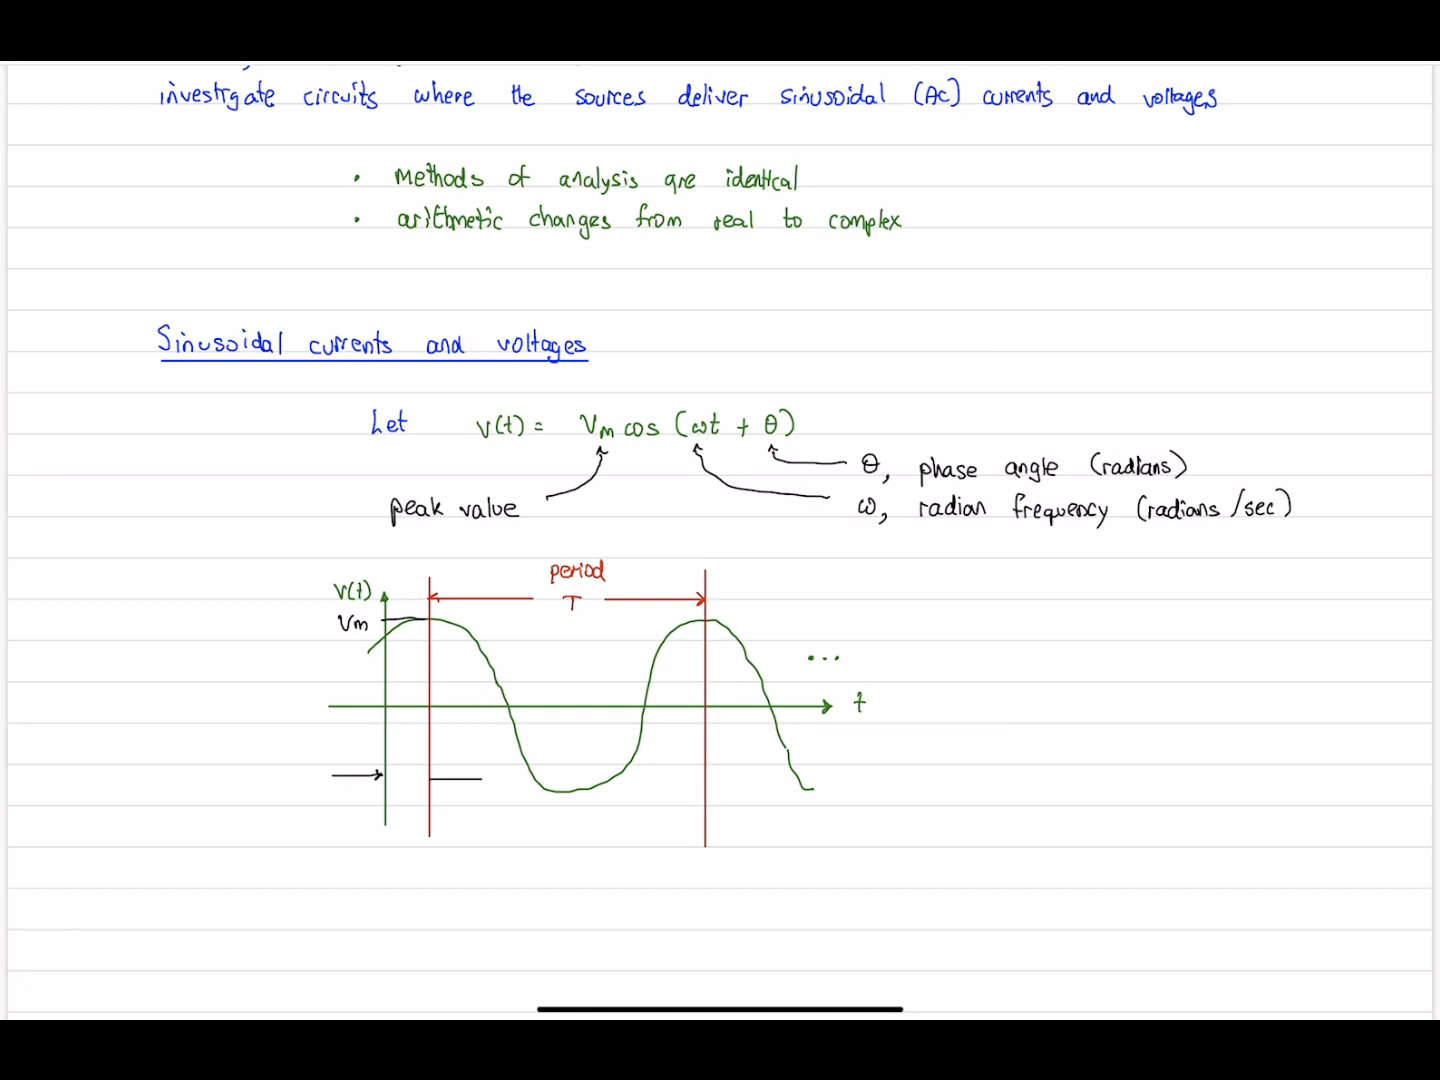 investigate circuits where the sources deliver sinusoidal (AC) currents and voltages
• methods of analysis are identical
• arithmetic changes from real to complex
Sinusoidal currents and voltages
Let v(t) = Vm cos (ωt + θ)
θ, phase angle (radians)
peak value
ω, radian frequency (radians/sec)
period
v(t)
T
Vm
...
t